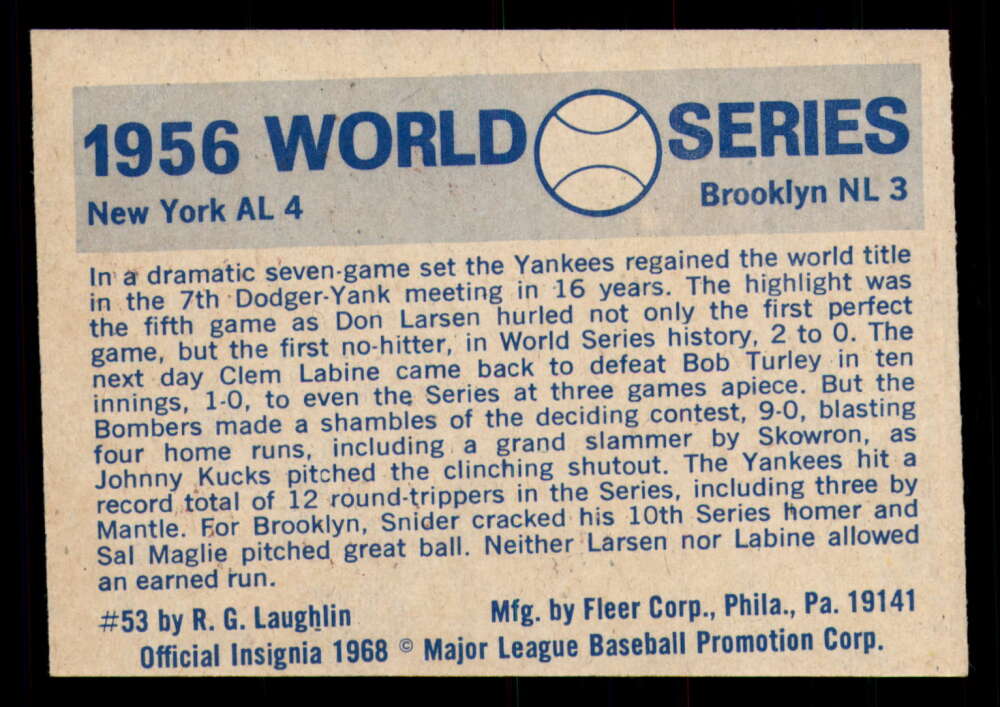 1956 WORLD SERIES
New York AL 4
Brooklyn NL 3
In a dramatic seven-game set the Yankees regained the world title
in the 7th Dodger-Yank meeting in 16 years. The highlight was
the fifth game as Don Larsen hurled not only the first perfect
game, but the first no-hitter, in World Series history, 2 to 0. The
next day Clem Labine came back to defeat Bob Turley in ten
innings, 1-0, to even the Series at three games apiece. But the
Bombers made a shambles of the deciding contest, 9-0, blasting
four home runs, including a grand slammer by Skowron, as
Johnny Kucks pitched the clinching shutout. The Yankees hit a
record total of 12 round-trippers in the Series, including three by
Mantle. For Brooklyn, Snider cracked his 10th Series homer and
Sal Maglie pitched great ball. Neither Larsen nor Labine allowed
an earned run.
#53 by R. G. Laughlin
Mfg. by Fleer Corp., Phila., Pa. 19141
Official Insignia 1968 © Major League Baseball Promotion Corp.